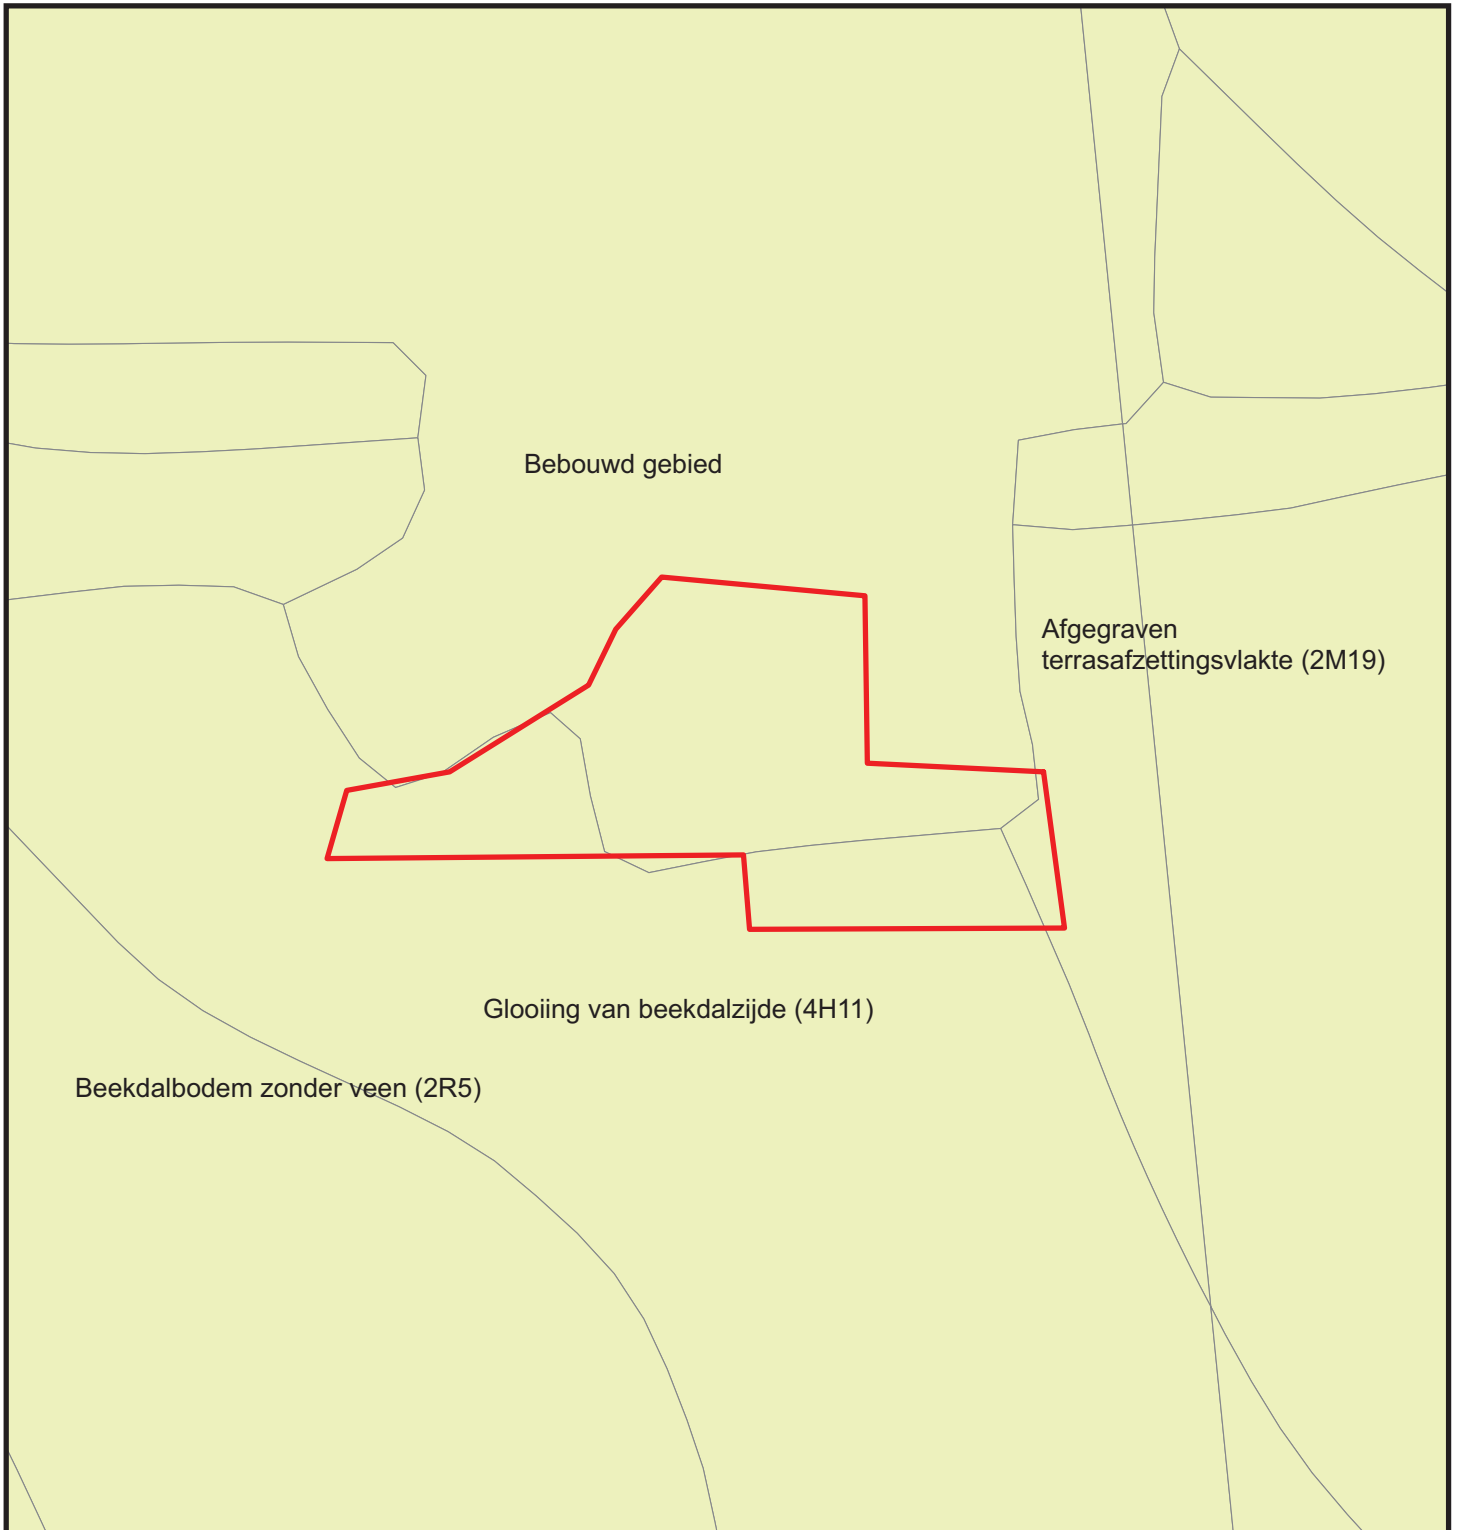 Bebouwd gebied
Afgegraven
terrasafzettingsvlakte (2M19)
Glooiing van beekdalzijde (4H11)
Beekdalbodem zonder veen (2R5)